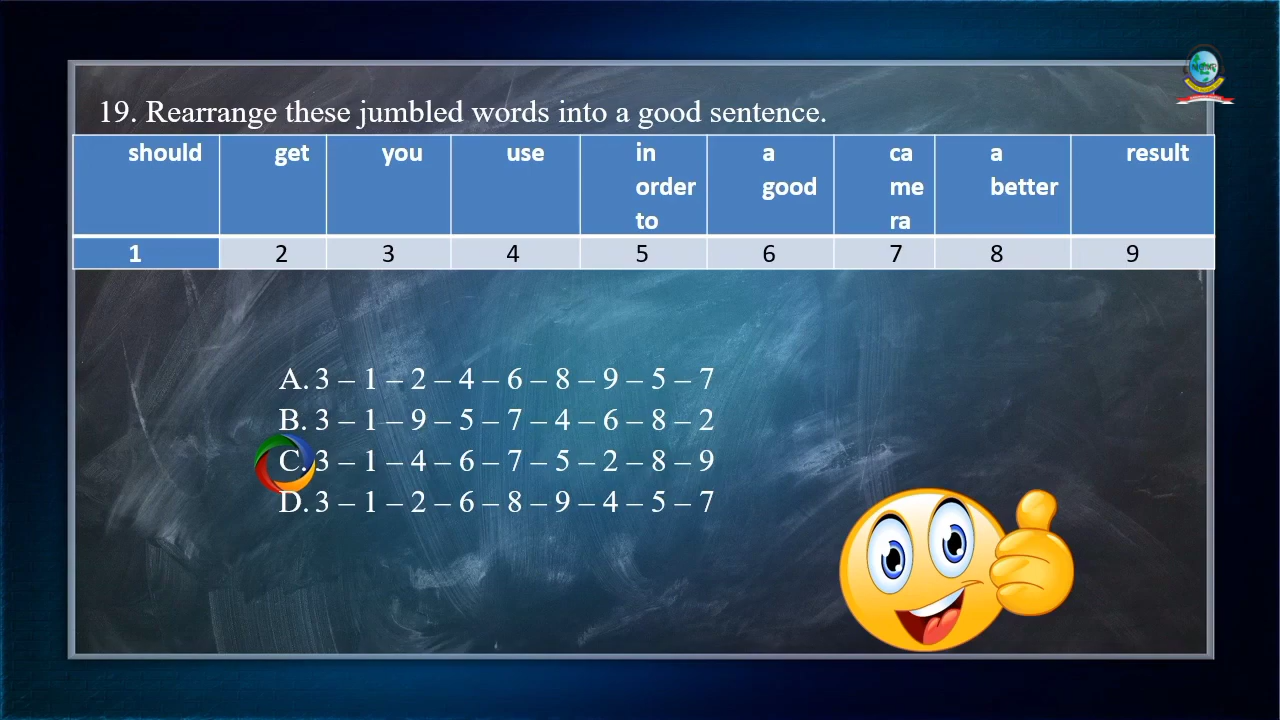 19. Rearrange these jumbled words into a good sentence.
should get you use in a ca a result
order good me better
to ra
1 2 3 4 5 6 7 8 9
A. 3 – 1 – 2 – 4 – 6 – 8 – 9 – 5 – 7
B. 3 – 1 – 9 – 5 – 7 – 4 – 6 – 8 – 2
C. 3 – 1 – 4 – 6 – 7 – 5 – 2 – 8 – 9
D. 3 – 1 – 2 – 6 – 8 – 9 – 4 – 5 – 7